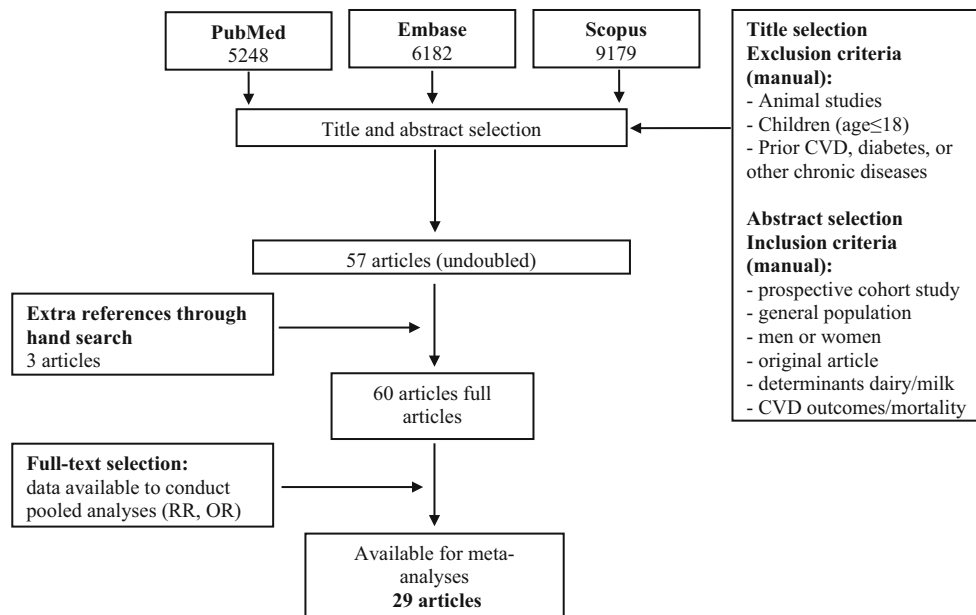 PubMed
5248
Embase
6182
Scopus
9179
Title and abstract selection
Title selection
Exclusion criteria
(manual):
- Animal studies
- Children (age≤18)
- Prior CVD, diabetes, or
other chronic diseases
Abstract selection
Inclusion criteria
(manual):
- prospective cohort study
- general population
- men or women
- original article
- determinants dairy/milk
- CVD outcomes/mortality
57 articles (undoubled)
Extra references through
hand search
3 articles
60 articles full
articles
Full-text selection:
data available to conduct
pooled analyses (RR, OR)
Available for meta-
analyses
29 articles